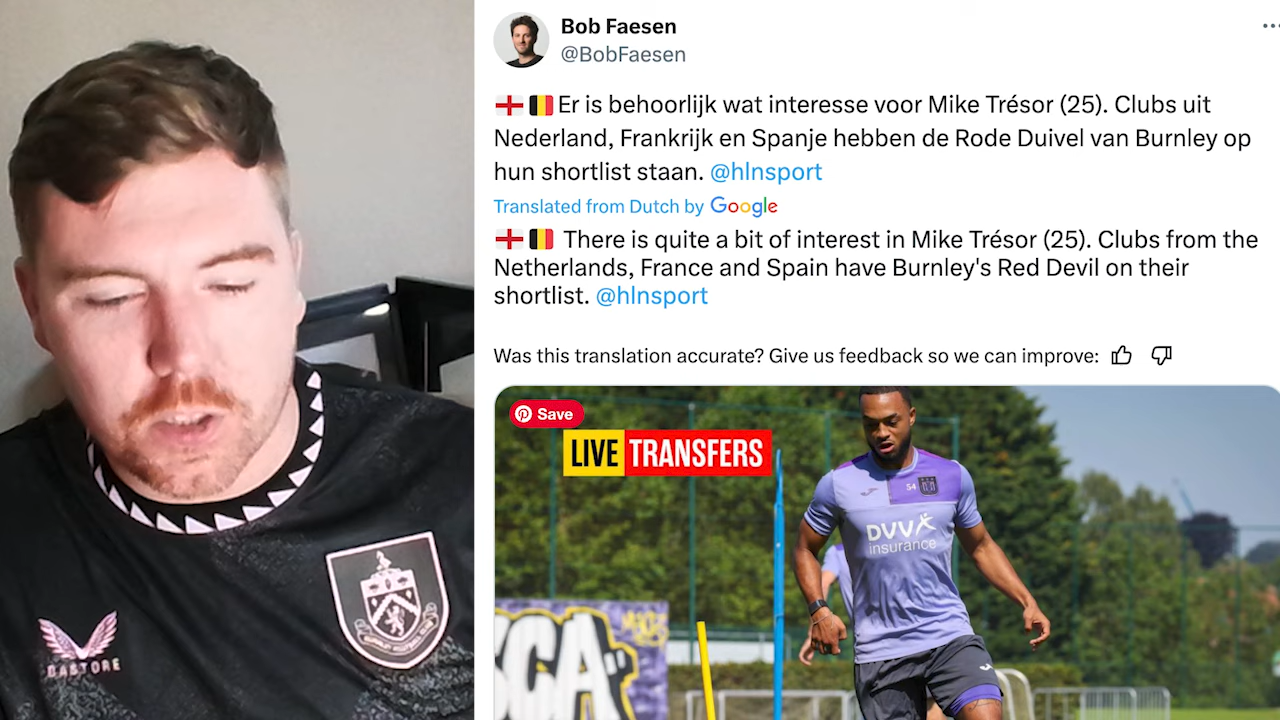 Bob Faesen
@BobFaesen
Er is behoorlijk wat interesse voor Mike Trésor (25). Clubs uit
Nederland, Frankrijk en Spanje hebben de Rode Duivel van Burnley op
hun shortlist staan. @hlnsport
Translated from Dutch by Google
There is quite a bit of interest in Mike Trésor (25). Clubs from the
Netherlands, France and Spain have Burnley's Red Devil on their
shortlist. @hlnsport
Was this translation accurate? Give us feedback so we can improve:
Save
LIVE TRANSFERS
54
DVV
insurance
CASTORE